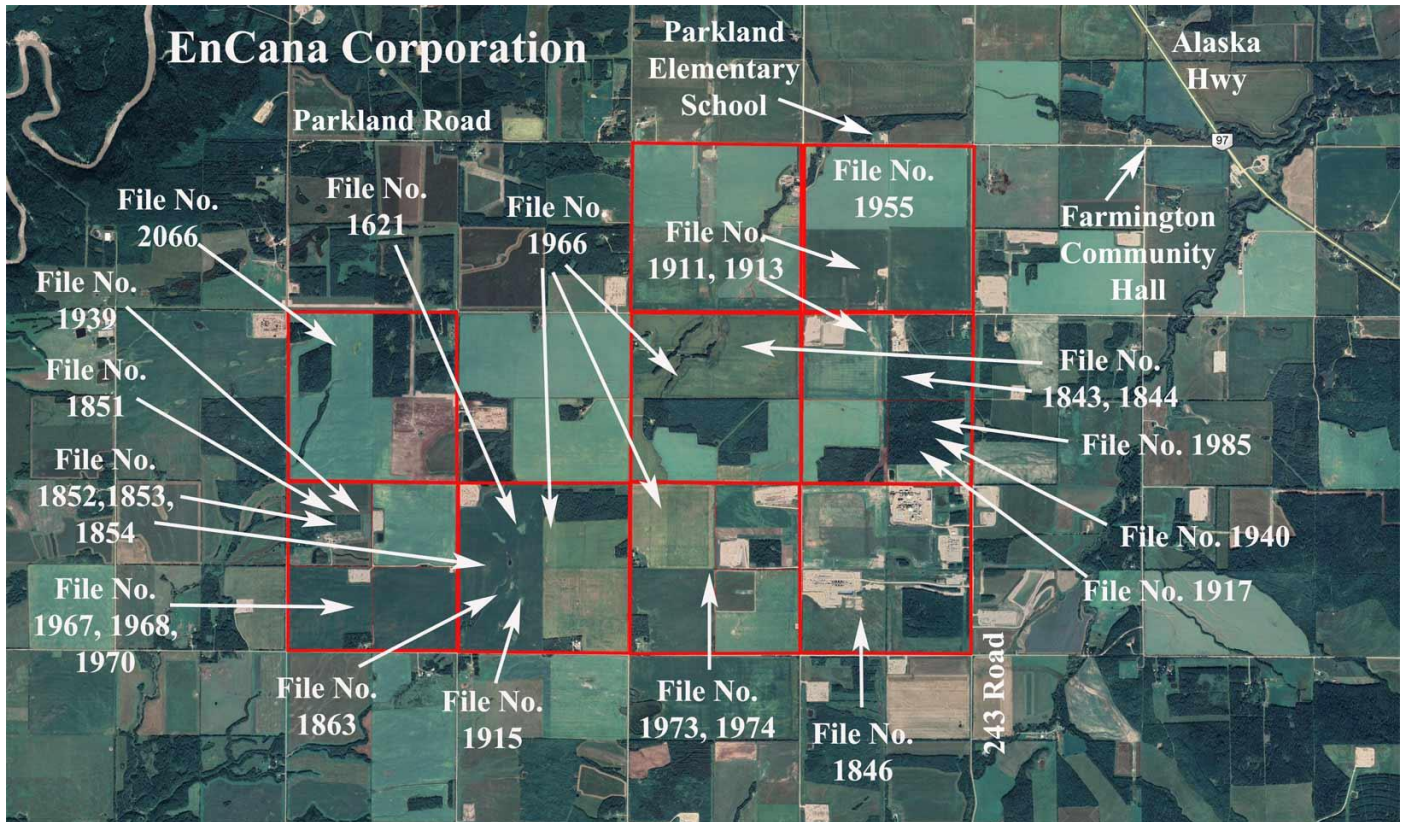 EnCana Corporation
Parkland
Elementary
School
Alaska
Hwy
Parkland Road
97
File No.
1955
File No.
2066
File No.
1621
File No.
1966
File No.
1911, 1913
Farmington
Community
Hall
File No.
1939
File No.
1851
File No.
1843, 1844
File No. 1985
File No.
1852,1853,
1854
File No. 1940
File No. 1917
File No.
1967, 1968,
1970
File No.
1863
File No.
1915
File No.
1973, 1974
File No.
1846
243 Road